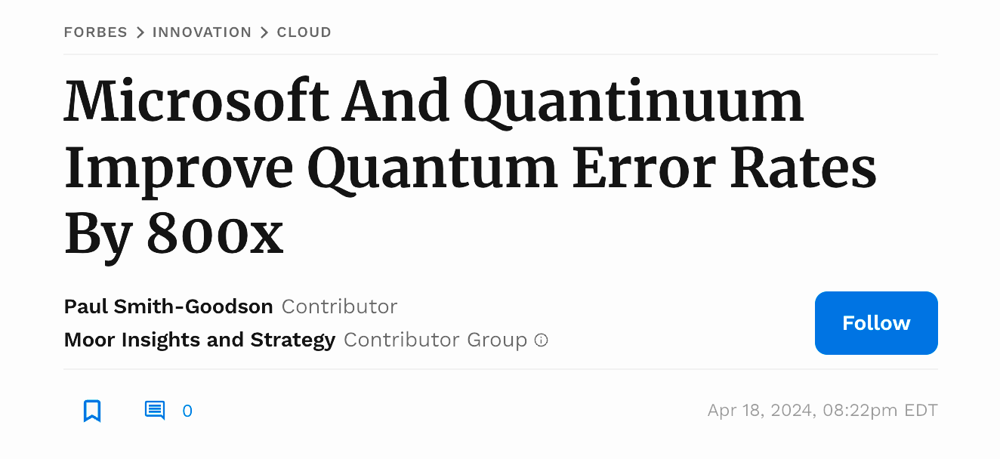 FORBES > INNOVATION > CLOUD
Microsoft And Quantinuum
Improve Quantum Error Rates
By 800x
Paul Smith-Goodson Contributor
Moor Insights and Strategy Contributor Group
Follow
0
Apr 18, 2024, 08:22pm EDT